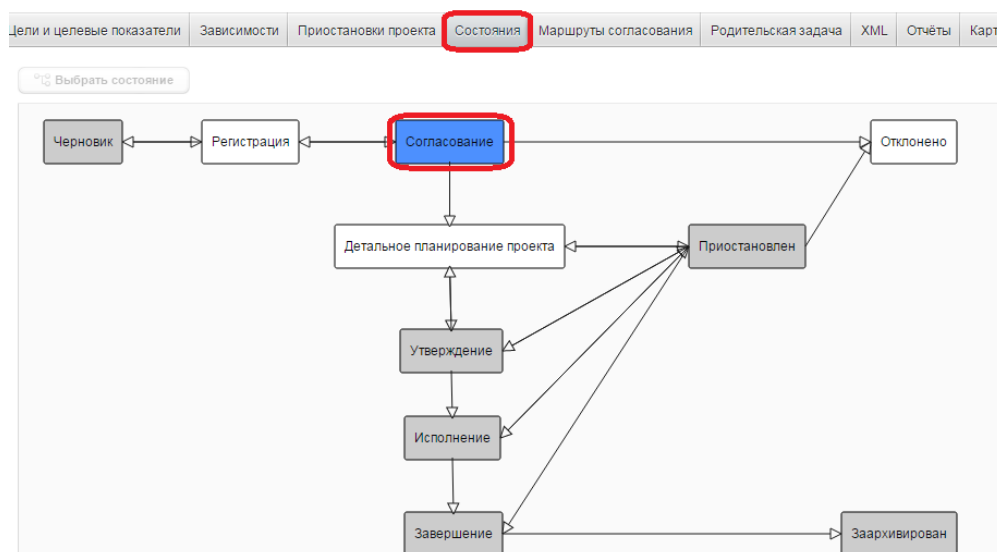 Цели и целевые показатели Зависимости Приостановки проекта Состояния Маршруты согласования Родительская задача XML Отчёты Карт
Выбрать состояние
Черновик Регистрация Согласование Отклонено
Детальное планирование проекта Приостановлен
Утверждение
Исполнение
Завершение Заархивирован